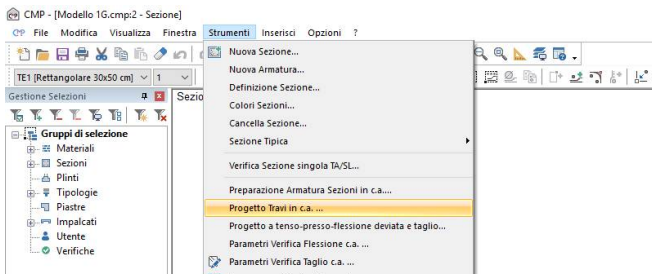 CMP - [Modello 1G.cmp:2 - Sezione]
CMP File Modifica Visualizza Finestra Strumenti Inserisci Opzioni ?
TE1 [Rettangolare 30x50 cm] 1
Gestione Selezioni
Sezio
Gruppi di selezione
Materiali
Sezioni
Plinti
Tipologie
Piastre
Impalcati
Utente
Verifiche
Nuova Sezione...
Nuova Armatura...
Definizione Sezione...
Colori Sezioni...
Cancella Sezione...
Sezione Tipica
Verifica Sezione singola TA/SL...
Preparazione Armatura Sezioni in c.a....
Progetto Travi in c.a. ...
Progetto a tenso-presso-flessione deviata e taglio...
Parametri Verifica Flessione c.a. ...
Parametri Verifica Taglio c.a. ...